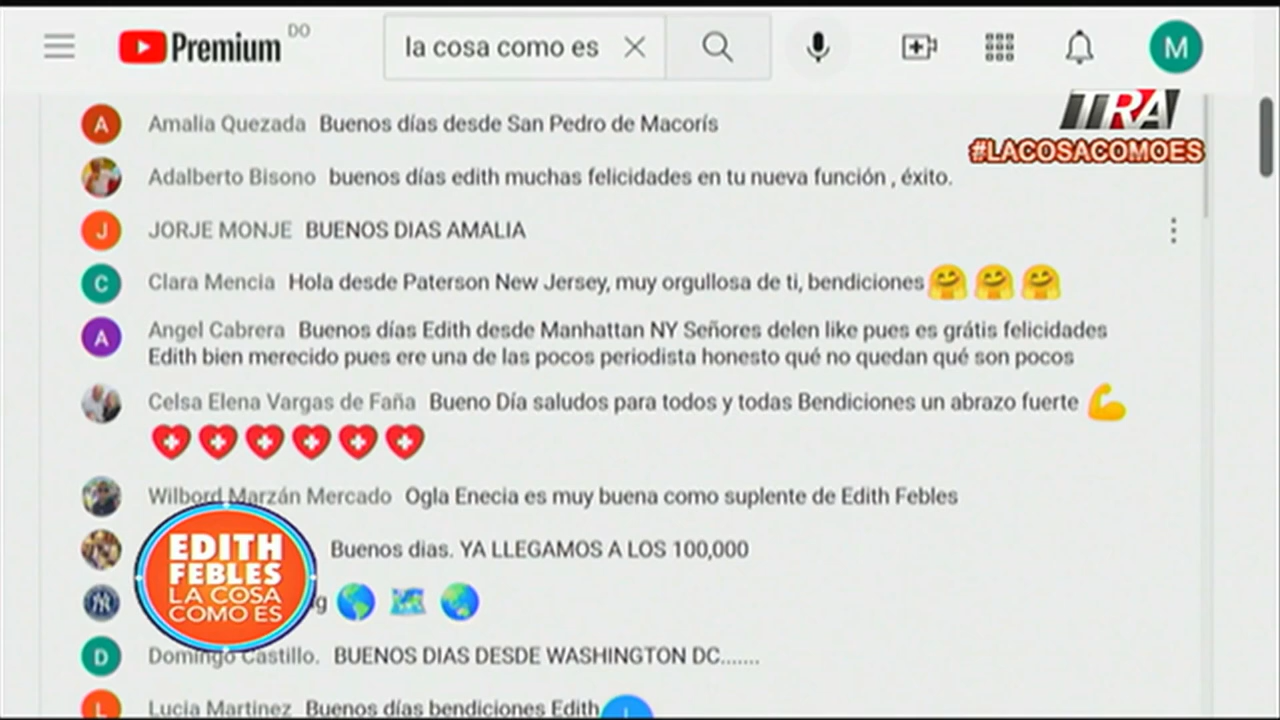 Premium DO
la cosa como es
M
TRA
#LACOSACOMOES
A Amalia Quezada Buenos días desde San Pedro de Macorís
Adalberto Bisono buenos días edith muchas felicidades en tu nueva función , éxito.
J JORJE MONJE BUENOS DIAS AMALIA
C Clara Mencia Hola desde Paterson New Jersey, muy orgullosa de ti, bendiciones🤗🤗🤗
A Angel Cabrera Buenos días Edith desde Manhattan NY Señores delen like pues es grátis felicidades
Edith bien merecido pues ere una de las pocos periodista honesto qué no quedan qué son pocos
Celsa Elena Vargas de Faña Bueno Día saludos para todos y todas Bendiciones un abrazo fuerte 💪
Wilbord Marzán Mercado Ogla Enecia es muy buena como suplente de Edith Febles
Buenos dias. YA LLEGAMOS A LOS 100,000
🌎 🗺️ 🌏
EDITH
FEBLES
LA COSA
COMO ES
D Domingo Castillo. BUENOS DIAS DESDE WASHINGTON DC.......
L Lucia Martinez Buenos días bendiciones Edith